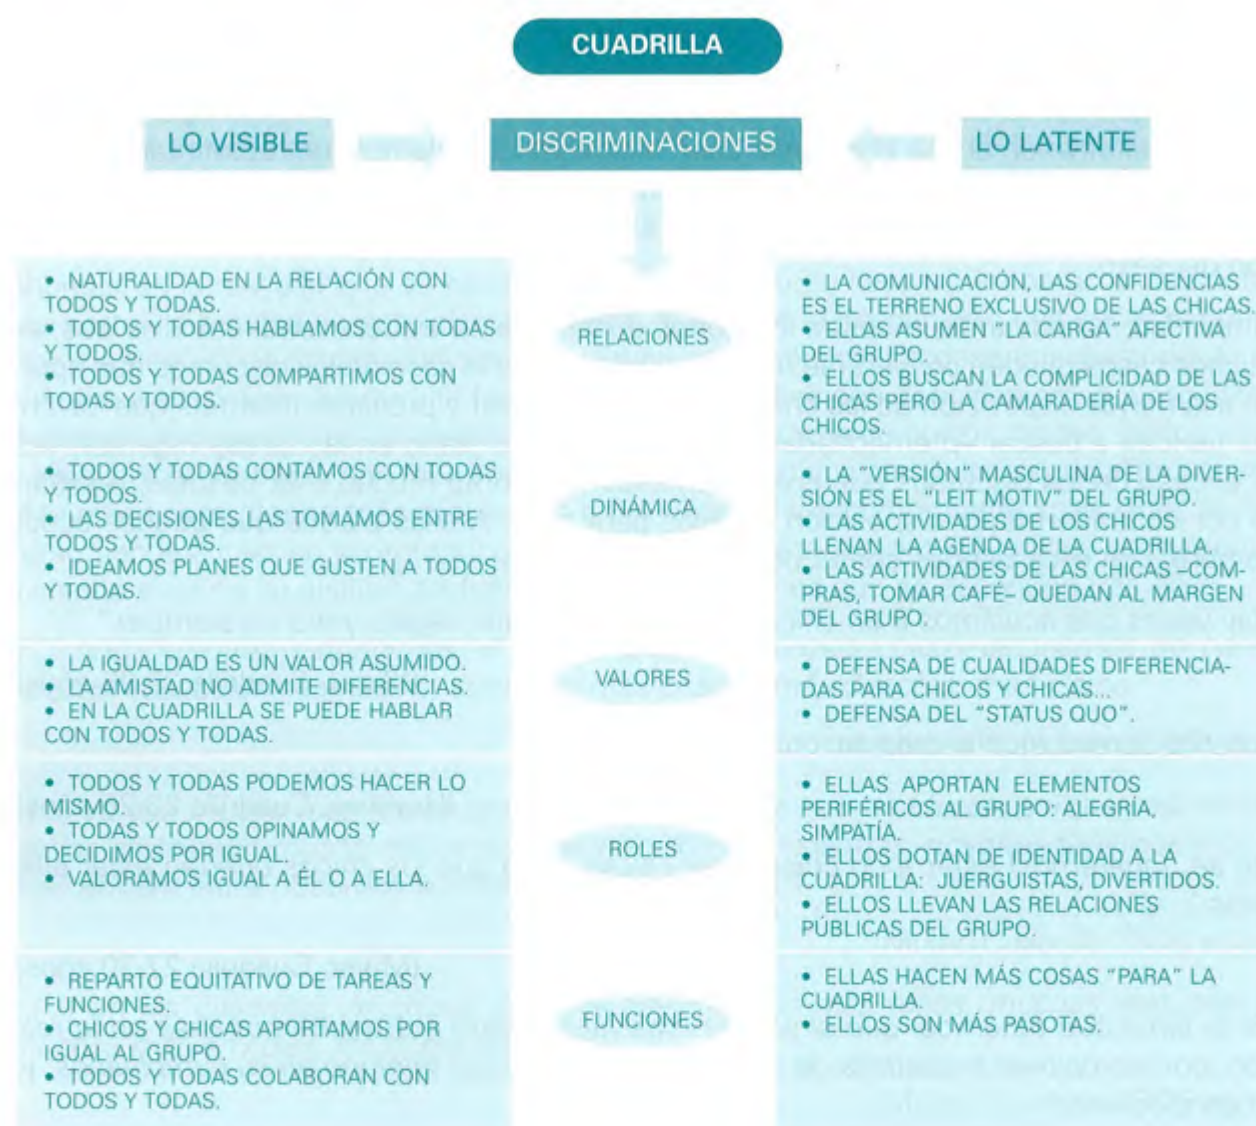 CUADRILLA
LO VISIBLE
DISCRIMINACIONES
LO LATENTE
• NATURALIDAD EN LA RELACIÓN CON
TODOS Y TODAS.
• TODOS Y TODAS HABLAMOS CON TODAS
Y TODOS.
• TODOS Y TODAS COMPARTIMOS CON
TODAS Y TODOS.
RELACIONES
• LA COMUNICACIÓN, LAS CONFIDENCIAS
ES EL TERRENO EXCLUSIVO DE LAS CHICAS.
• ELLAS ASUMEN "LA CARGA" AFECTIVA
DEL GRUPO.
• ELLOS BUSCAN LA COMPLICIDAD DE LAS
CHICAS PERO LA CAMARADERÍA DE LOS
CHICOS.
• TODOS Y TODAS CONTAMOS CON TODAS
Y TODOS.
• LAS DECISIONES LAS TOMAMOS ENTRE
TODOS Y TODAS.
• IDEAMOS PLANES QUE GUSTEN A TODOS
Y TODAS.
DINÁMICA
• LA "VERSIÓN" MASCULINA DE LA DIVER-
SIÓN ES EL "LEIT MOTIV" DEL GRUPO.
• LAS ACTIVIDADES DE LOS CHICOS
LLENAN LA AGENDA DE LA CUADRILLA.
• LAS ACTIVIDADES DE LAS CHICAS –COM-
PRAS, TOMAR CAFÉ– QUEDAN AL MARGEN
DEL GRUPO.
• LA IGUALDAD ES UN VALOR ASUMIDO.
• LA AMISTAD NO ADMITE DIFERENCIAS.
• EN LA CUADRILLA SE PUEDE HABLAR
CON TODOS Y TODAS.
VALORES
• DEFENSA DE CUALIDADES DIFERENCIA-
DAS PARA CHICOS Y CHICAS...
• DEFENSA DEL "STATUS QUO".
• TODOS Y TODAS PODEMOS HACER LO
MISMO.
• TODAS Y TODOS OPINAMOS Y
DECIDIMOS POR IGUAL.
• VALORAMOS IGUAL A ÉL O A ELLA.
ROLES
• ELLAS APORTAN ELEMENTOS
PERIFÉRICOS AL GRUPO: ALEGRÍA,
SIMPATÍA.
• ELLOS DOTAN DE IDENTIDAD A LA
CUADRILLA: JUERGUISTAS, DIVERTIDOS.
• ELLOS LLEVAN LAS RELACIONES
PÚBLICAS DEL GRUPO.
• REPARTO EQUITATIVO DE TAREAS Y
FUNCIONES.
• CHICOS Y CHICAS APORTAMOS POR
IGUAL AL GRUPO.
• TODOS Y TODAS COLABORAN CON
TODOS Y TODAS.
FUNCIONES
• ELLAS HACEN MÁS COSAS "PARA" LA
CUADRILLA.
• ELLOS SON MÁS PASOTAS.